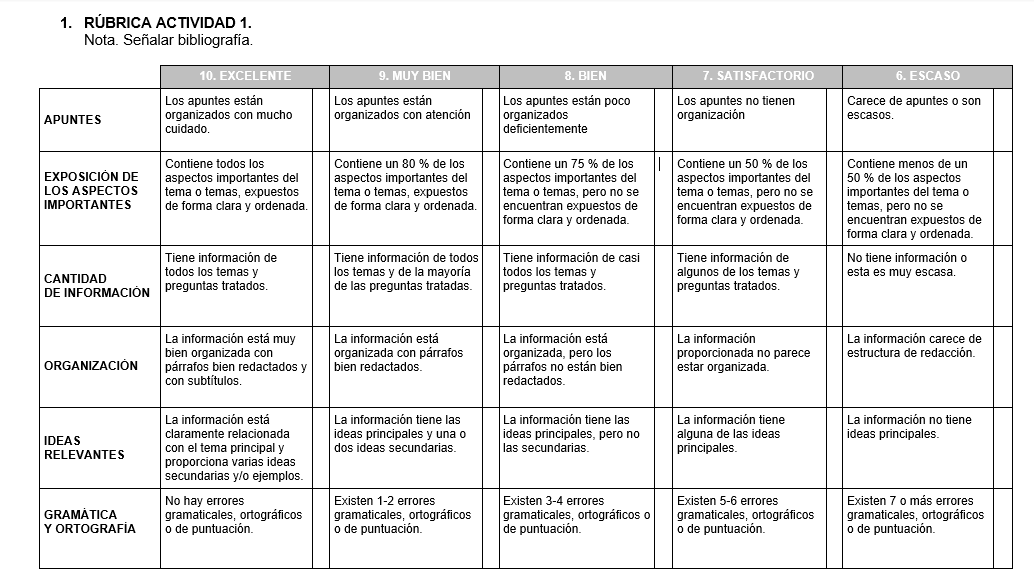 1. RÚBRICA ACTIVIDAD 1.
Nota. Señalar bibliografía.
10. EXCELENTE
9. MUY BIEN
8. BIEN
7. SATISFACTORIO
6. ESCASO
APUNTES
Los apuntes están
organizados con mucho
cuidado.
Los apuntes están
organizados con atención
Los apuntes están poco
organizados
deficientemente
Los apuntes no tienen
organización
Carece de apuntes o son
escasos.
EXPOSICIÓN DE
LOS ASPECTOS
IMPORTANTES
Contiene todos los
aspectos importantes del
tema o temas, expuestos
de forma clara y ordenada.
Contiene un 80 % de los
aspectos importantes del
tema o temas, expuestos
de forma clara y ordenada.
Contiene un 75 % de los
aspectos importantes del
tema o temas, pero no se
encuentran expuestos de
forma clara y ordenada.
Contiene un 50 % de los
aspectos importantes del
tema o temas, pero no se
encuentran expuestos de
forma clara y ordenada.
Contiene menos de un
50 % de los aspectos
importantes del tema o
temas, pero no se
encuentran expuestos de
forma clara y ordenada.
CANTIDAD
DE INFORMACIÓN
Tiene información de
todos los temas y
preguntas tratados.
Tiene información de todos
los temas y de la mayoría
de las preguntas tratadas.
Tiene información de casi
todos los temas y
preguntas tratados.
Tiene información de
algunos de los temas y
preguntas tratados.
No tiene información o
esta es muy escasa.
ORGANIZACIÓN
La información está muy
bien organizada con
párrafos bien redactados y
con subtítulos.
La información está
organizada con párrafos
bien redactados.
La información está
organizada, pero los
párrafos no están bien
redactados.
La información
proporcionada no parece
estar organizada.
La información carece de
estructura de redacción.
IDEAS
RELEVANTES
La información está
claramente relacionada
con el tema principal y
proporciona varias ideas
secundarias y/o ejemplos.
La información tiene las
ideas principales y una o
dos ideas secundarias.
La información tiene las
ideas principales, pero no
las secundarias.
La información tiene
alguna de las ideas
principales.
La información no tiene
ideas principales.
GRAMÁTICA
Y ORTOGRAFÍA
No hay errores
gramaticales, ortográficos
o de puntuación.
Existen 1-2 errores
gramaticales, ortográficos
o de puntuación.
Existen 3-4 errores
gramaticales, ortográficos o
de puntuación.
Existen 5-6 errores
gramaticales, ortográficos
o de puntuación.
Existen 7 o más errores
gramaticales, ortográficos
o de puntuación.